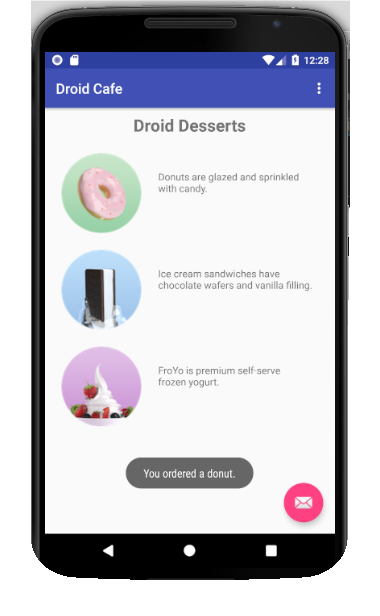 12:28
Droid Cafe
Droid Desserts
Donuts are glazed and sprinkled
with candy.
Ice cream sandwiches have
chocolate wafers and vanilla filling.
FroYo is premium self-serve
frozen yogurt.
You ordered a donut.